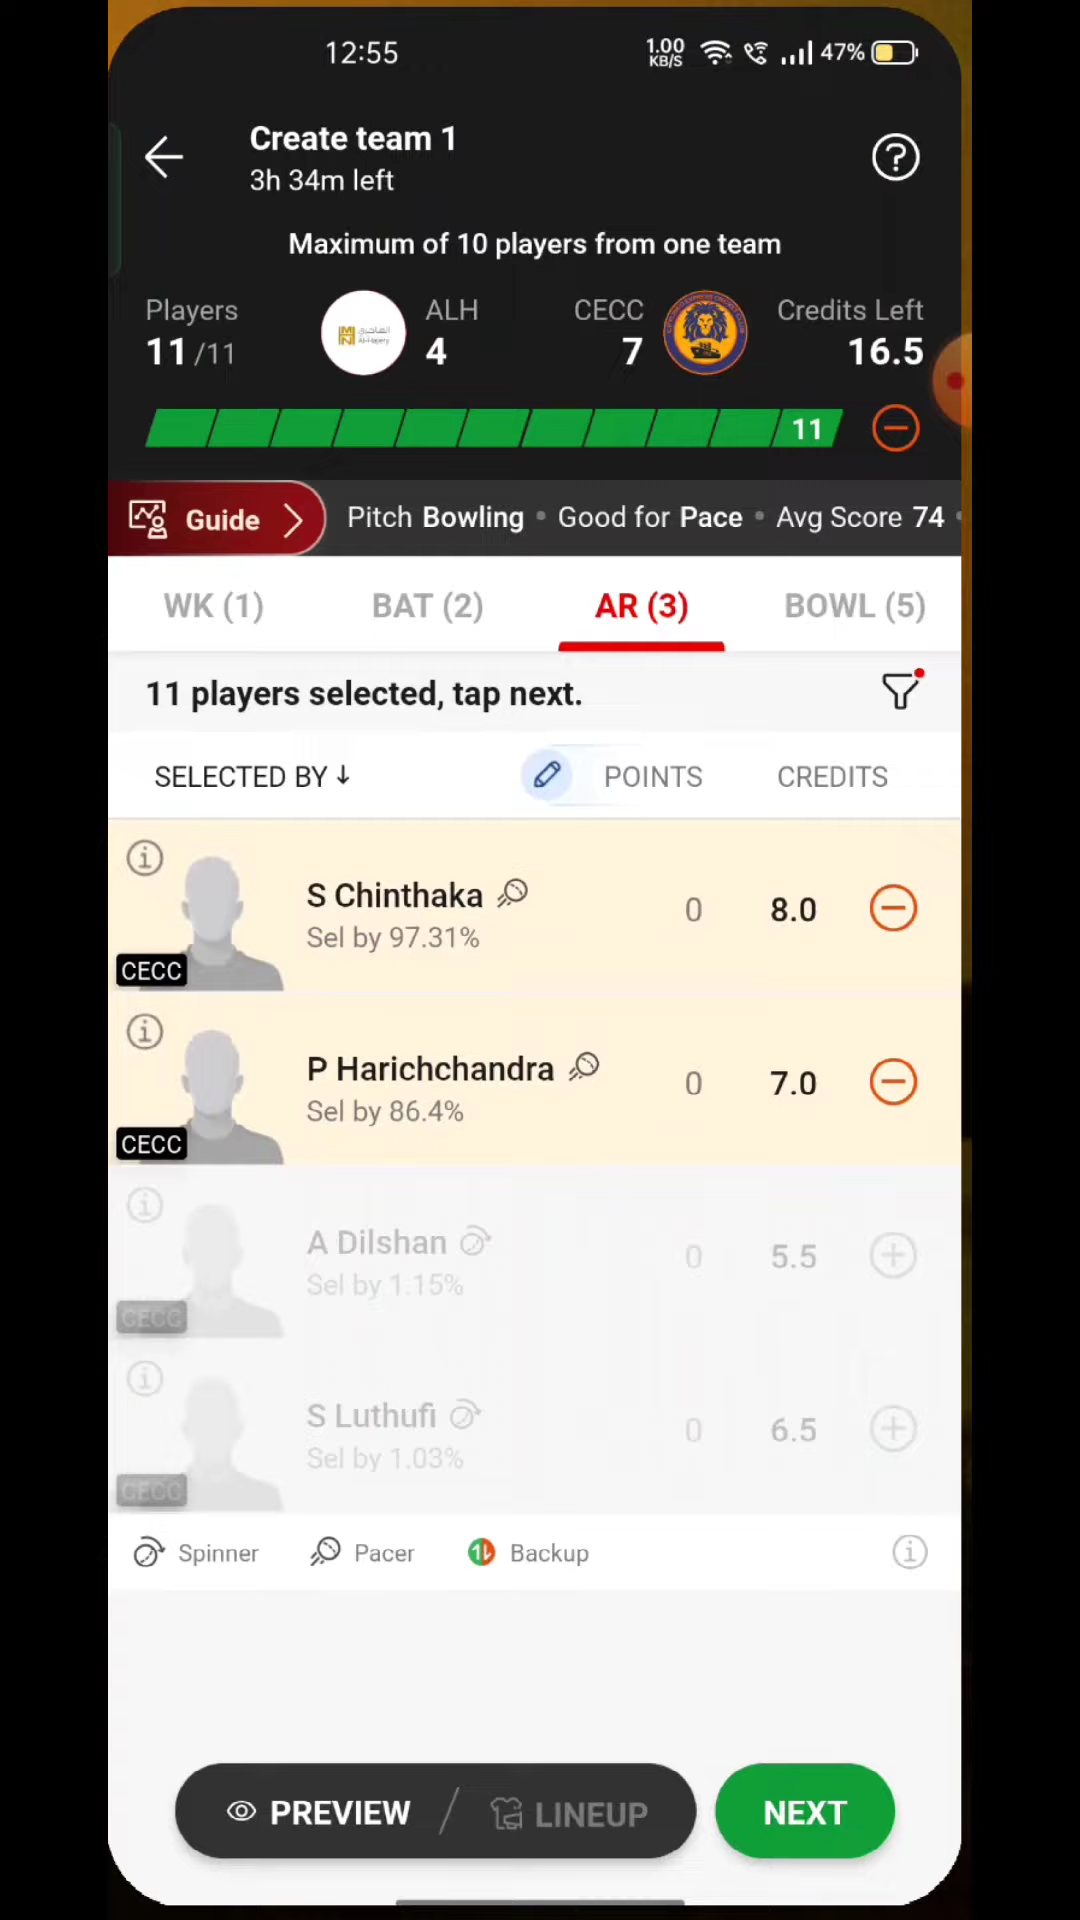 12:55
1.00 KB/S
47%
Create team 1
3h 34m left
Maximum of 10 players from one team
Players
11/11
ALH
4
CECC
7
Credits Left
16.5
11
Guide
Pitch Bowling • Good for Pace • Avg Score 74
WK (1)
BAT (2)
AR (3)
BOWL (5)
11 players selected, tap next.
SELECTED BY ↓
POINTS
CREDITS
S Chinthaka
Sel by 97.31%
0
8.0
CECC
P Harichchandra
Sel by 86.4%
0
7.0
CECC
A Dilshan
Sel by 1.15%
0
5.5
CECC
S Luthufi
Sel by 1.03%
0
6.5
CECC
Spinner
Pacer
Backup
PREVIEW
LINEUP
NEXT